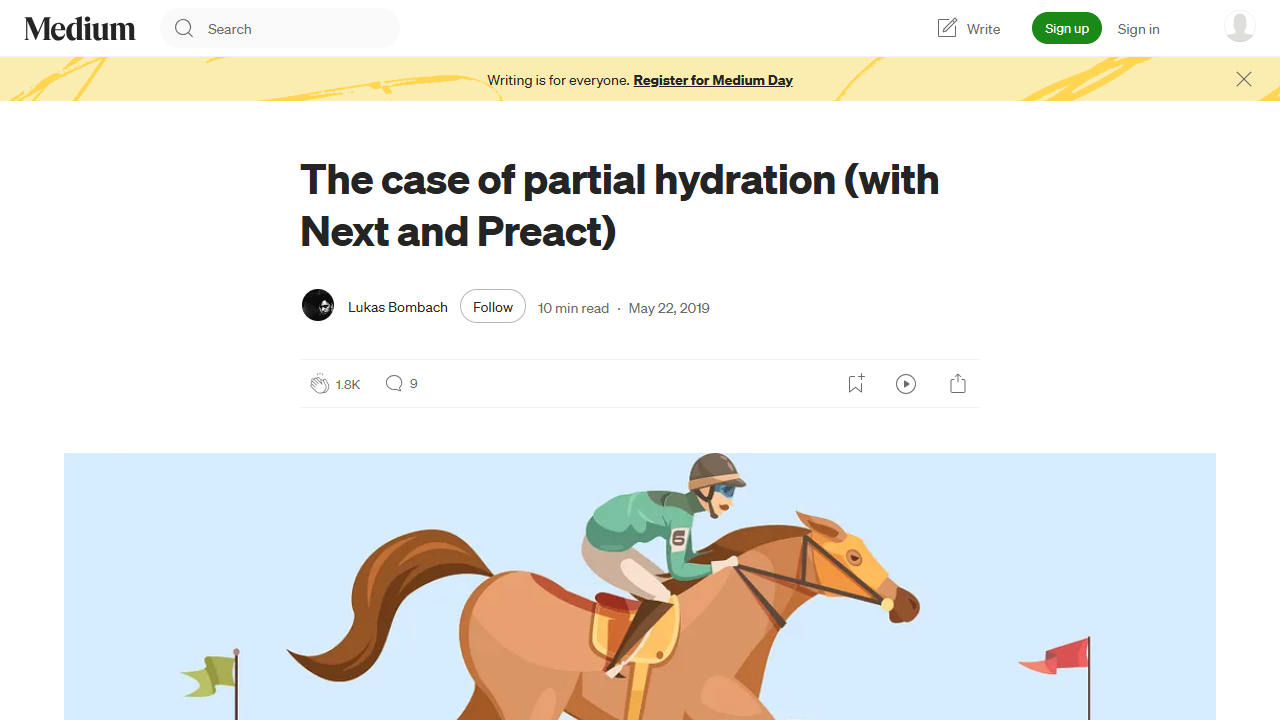 Medium
Search
Write
Sign up
Sign in
Writing is for everyone. Register for Medium Day
The case of partial hydration (with
Next and Preact)
Lukas Bombach
Follow
10 min read · May 22, 2019
1.8K
9
6